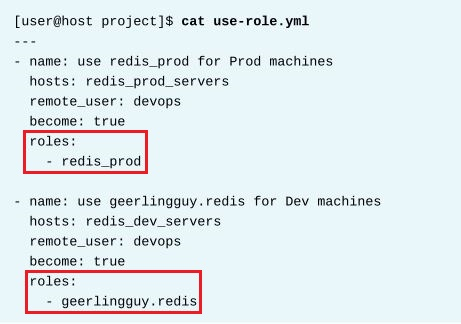 [user@host project]$ cat use-role.yml
---
- name: use redis_prod for Prod machines
  hosts: redis_prod_servers
  remote_user: devops
  become: true
  roles:
    - redis_prod

- name: use geerlingguy.redis for Dev machines
  hosts: redis_dev_servers
  remote_user: devops
  become: true
  roles:
    - geerlingguy.redis